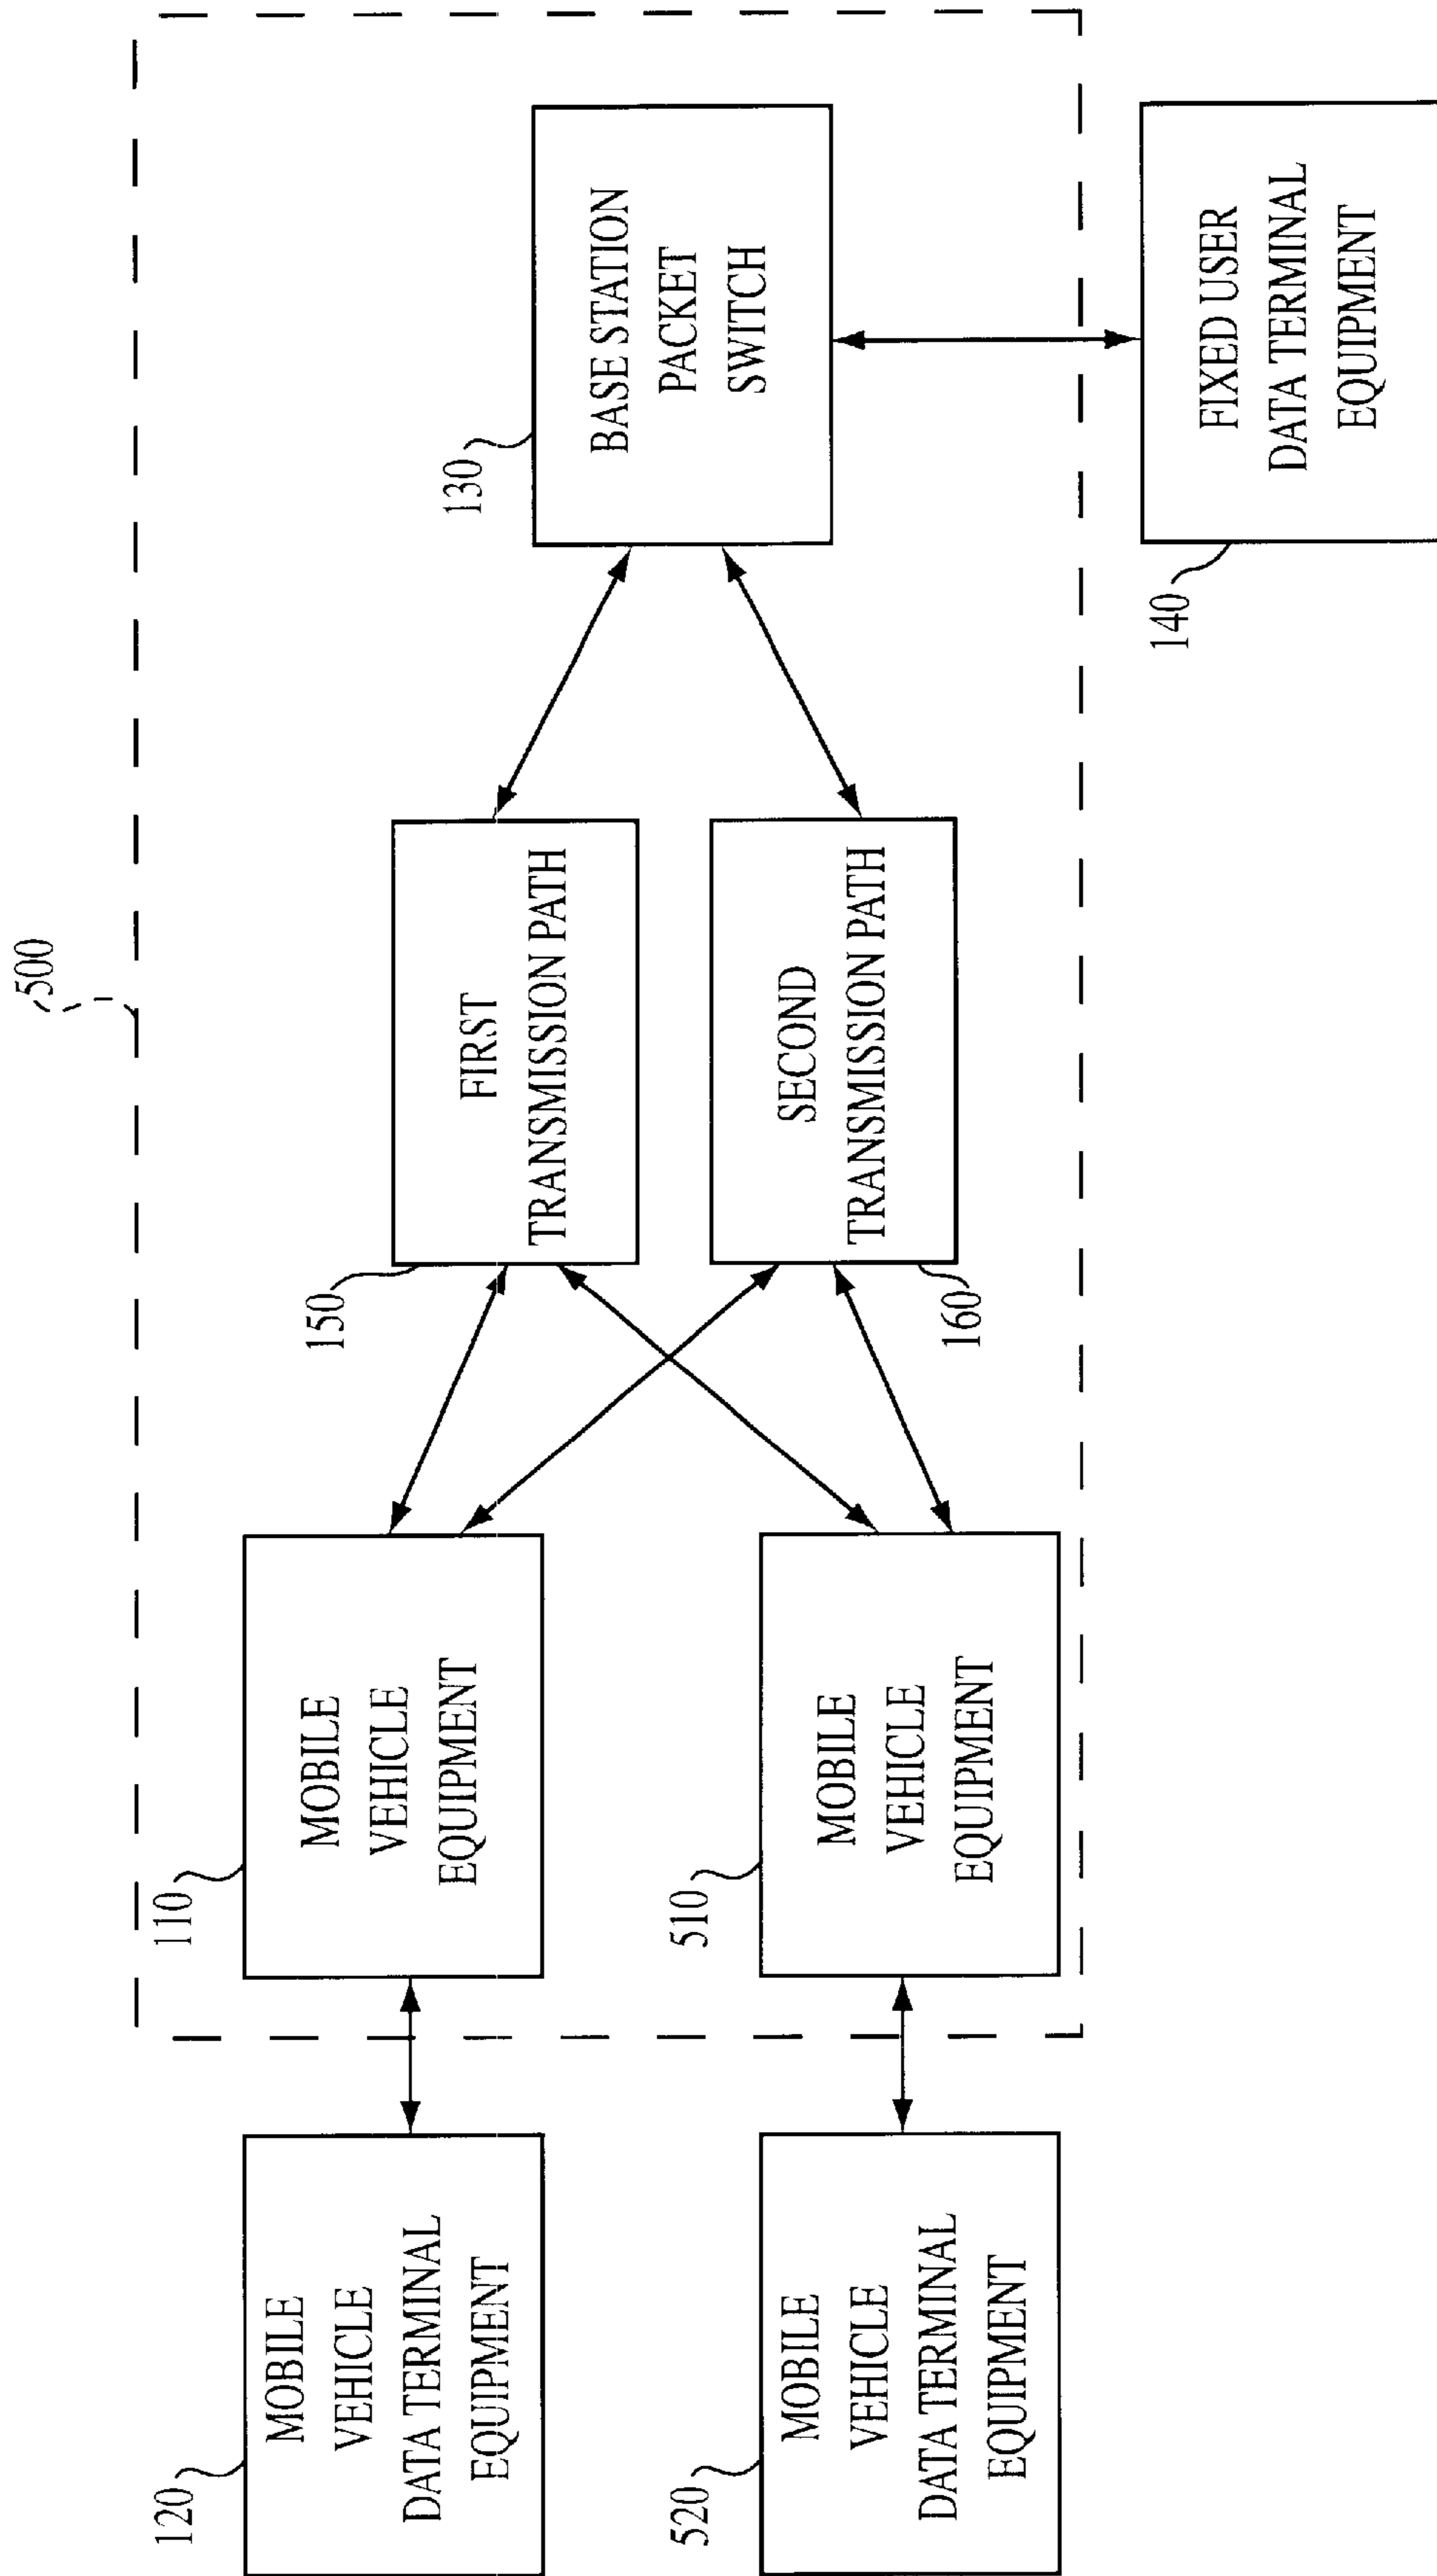 500
120
MOBILE
VEHICLE
DATA TERMINAL
EQUIPMENT
110
MOBILE
VEHICLE
EQUIPMENT
150
FIRST
TRANSMISSION PATH
130
BASE STATION
PACKET
SWITCH
520
MOBILE
VEHICLE
DATA TERMINAL
EQUIPMENT
510
MOBILE
VEHICLE
EQUIPMENT
160
SECOND
TRANSMISSION PATH
140
FIXED USER
DATA TERMINAL
EQUIPMENT